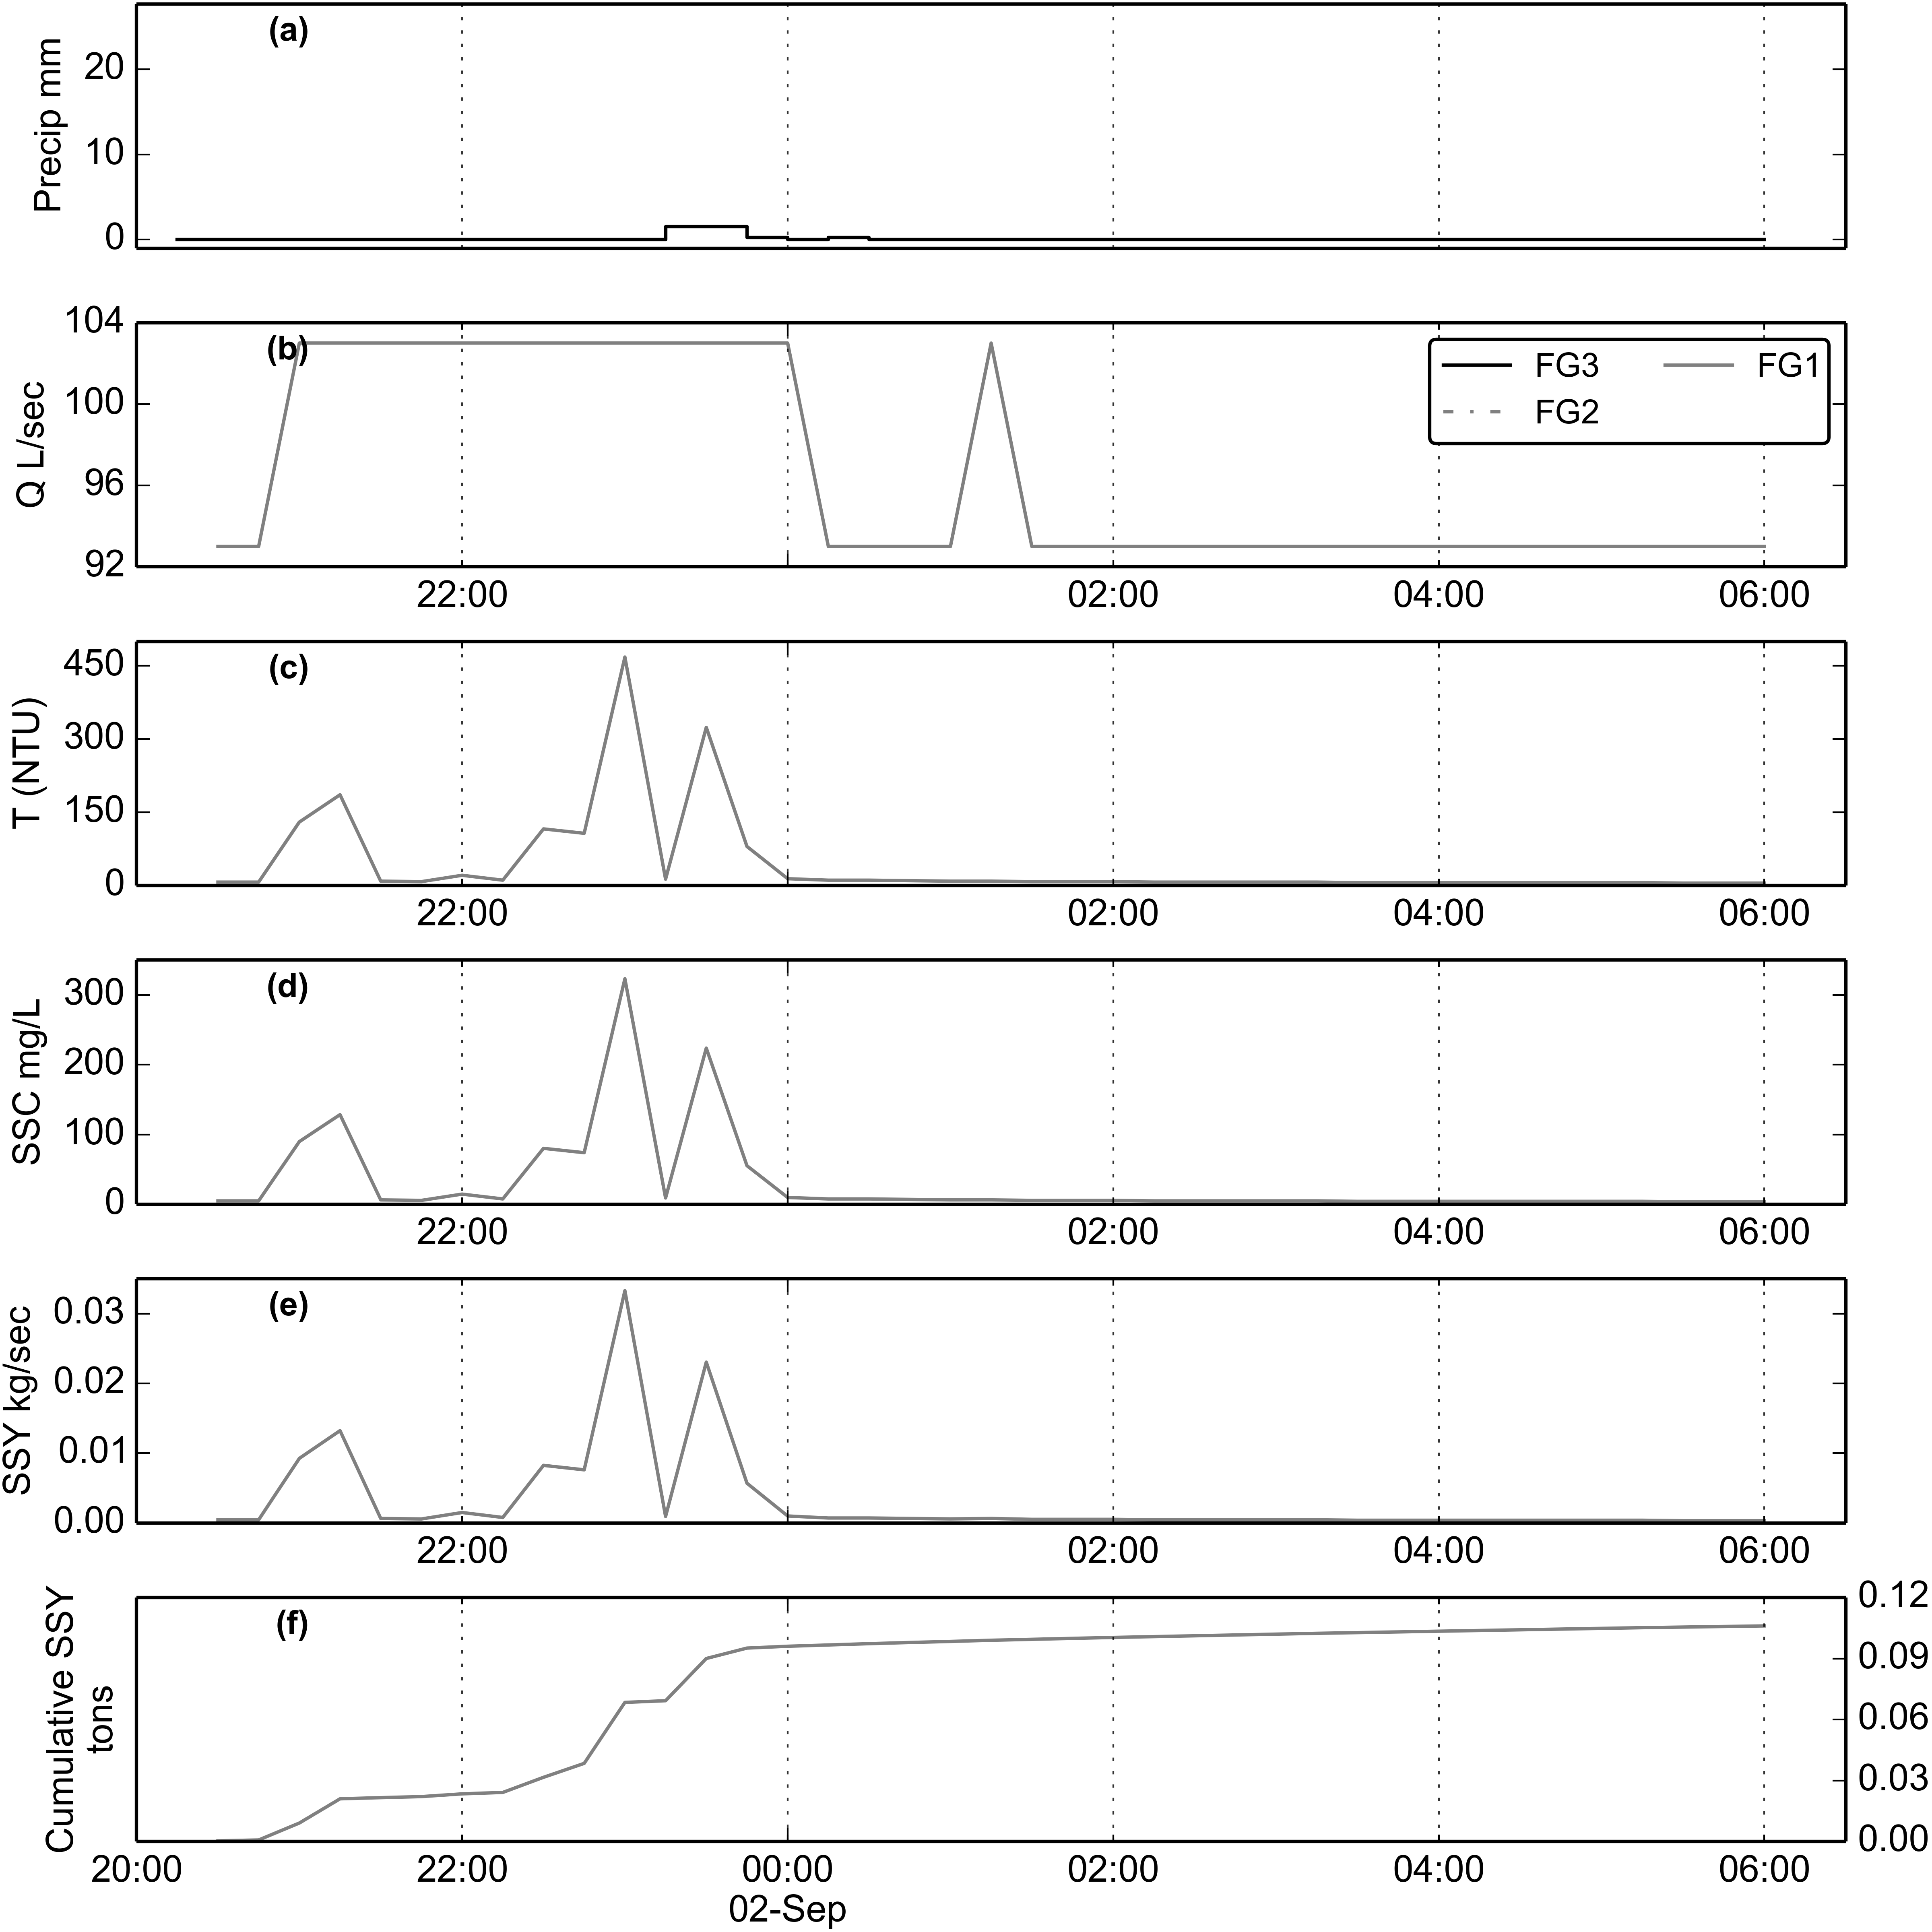 (a)
Precip mm
20
10
0
(b)
Q L/sec
104
100
96
92
FG3 FG1
FG2
22:00 02:00 04:00 06:00
(c)
T (NTU)
450
300
150
0
22:00 02:00 04:00 06:00
(d)
SSC mg/L
300
200
100
0
22:00 02:00 04:00 06:00
(e)
SSY kg/sec
0.03
0.02
0.01
0.00
22:00 02:00 04:00 06:00
(f)
Cumulative SSY
tons
0.12
0.09
0.06
0.03
0.00
20:00 22:00 00:00 02:00 04:00 06:00
02-Sep